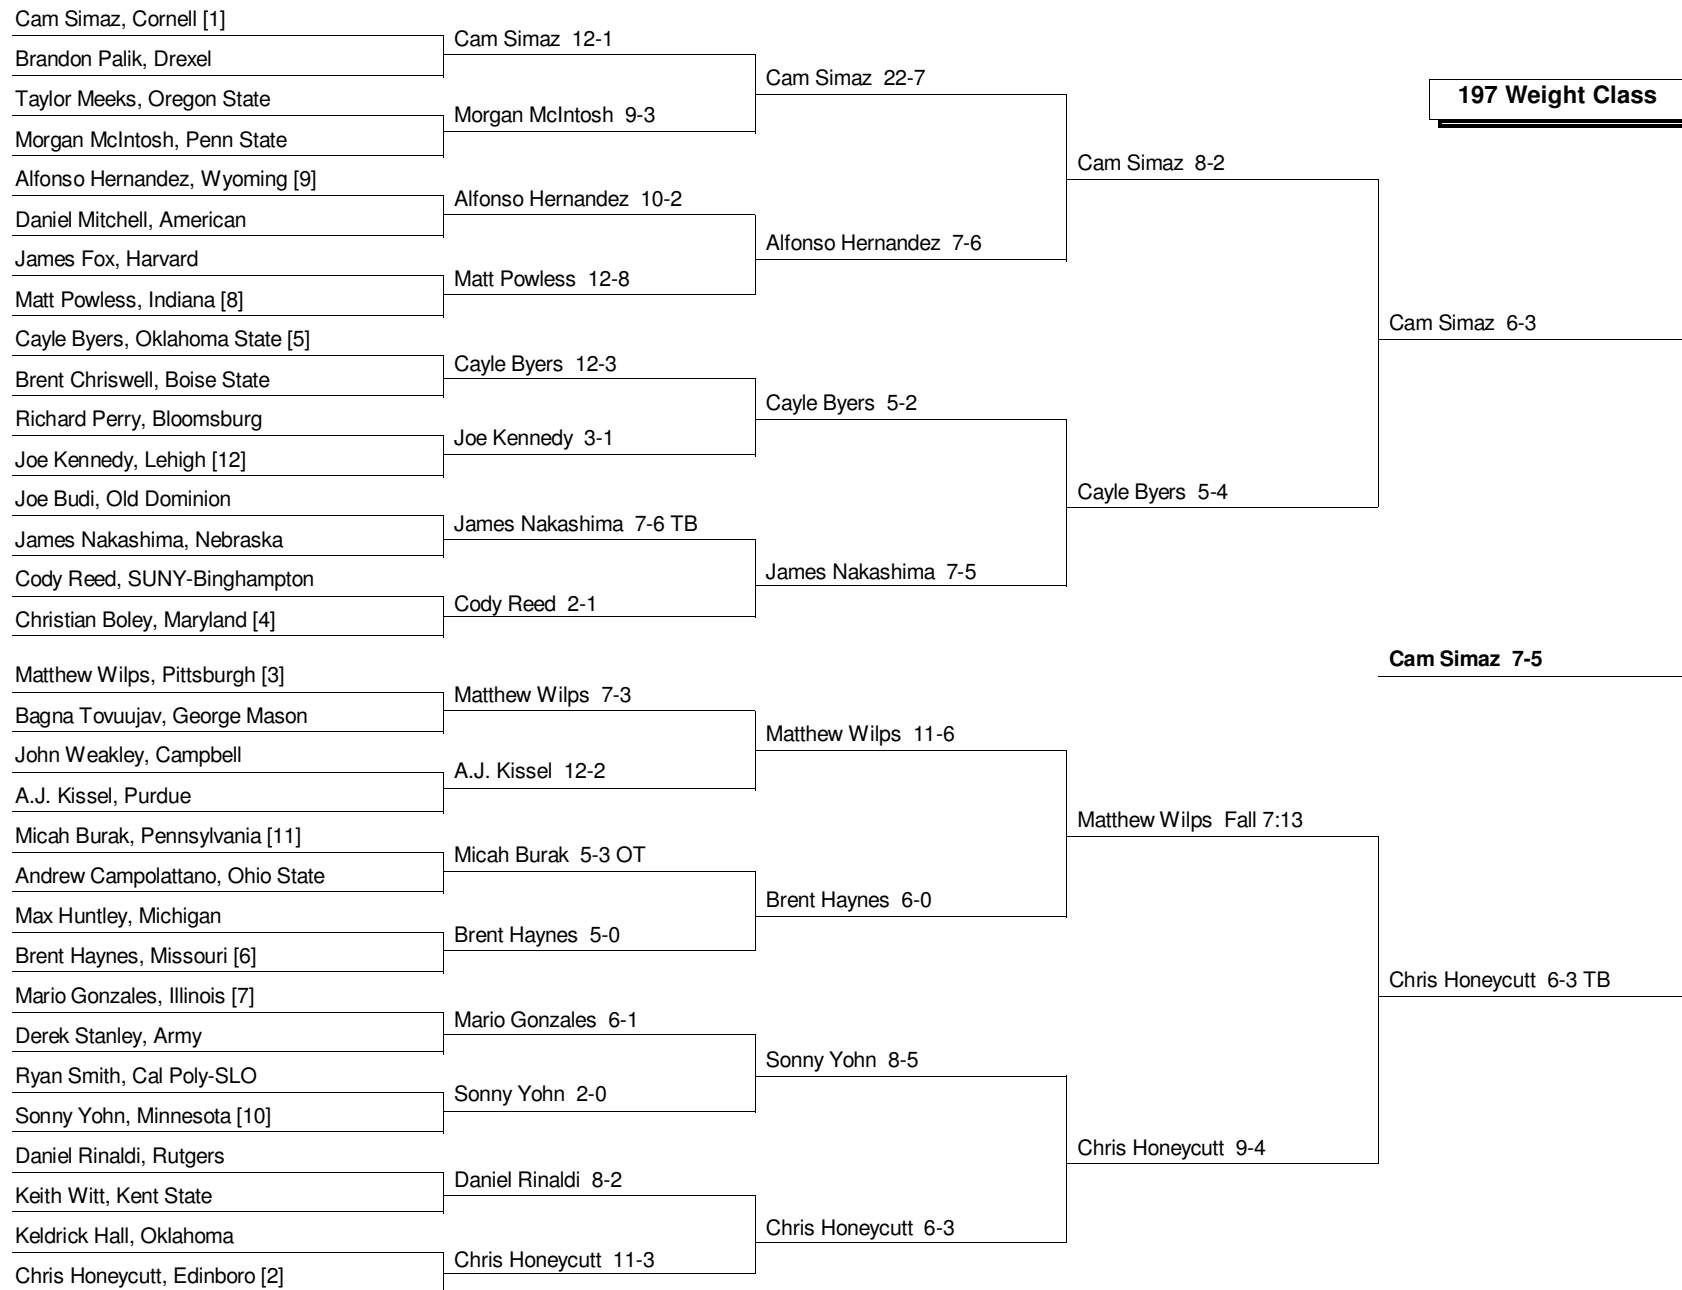 Cam Simaz, Cornell [1]
Brandon Palik, Drexel
Taylor Meeks, Oregon State
Morgan McIntosh, Penn State
Alfonso Hernandez, Wyoming [9]
Daniel Mitchell, American
James Fox, Harvard
Matt Powless, Indiana [8]
Cayle Byers, Oklahoma State [5]
Brent Chriswell, Boise State
Richard Perry, Bloomsburg
Joe Kennedy, Lehigh [12]
Joe Budi, Old Dominion
James Nakashima, Nebraska
Cody Reed, SUNY-Binghampton
Christian Boley, Maryland [4]
Matthew Wilps, Pittsburgh [3]
Bagna Tovuujav, George Mason
John Weakley, Campbell
A.J. Kissel, Purdue
Micah Burak, Pennsylvania [11]
Andrew Campolattano, Ohio State
Max Huntley, Michigan
Brent Haynes, Missouri [6]
Mario Gonzales, Illinois [7]
Derek Stanley, Army
Ryan Smith, Cal Poly-SLO
Sonny Yohn, Minnesota [10]
Daniel Rinaldi, Rutgers
Keith Witt, Kent State
Keldrick Hall, Oklahoma
Chris Honeycutt, Edinboro [2]
Cam Simaz 12-1
Morgan McIntosh 9-3
Alfonso Hernandez 10-2
Matt Powless 12-8
Cayle Byers 12-3
Joe Kennedy 3-1
James Nakashima 7-6 TB
Cody Reed 2-1
Matthew Wilps 7-3
A.J. Kissel 12-2
Micah Burak 5-3 OT
Brent Haynes 5-0
Mario Gonzales 6-1
Sonny Yohn 2-0
Daniel Rinaldi 8-2
Chris Honeycutt 11-3
Cam Simaz 22-7
Alfonso Hernandez 7-6
Cayle Byers 5-2
James Nakashima 7-5
Matthew Wilps 11-6
Brent Haynes 6-0
Sonny Yohn 8-5
Chris Honeycutt 6-3
Cam Simaz 8-2
Cayle Byers 5-4
Matthew Wilps Fall 7:13
Chris Honeycutt 9-4
197 Weight Class
Cam Simaz 6-3
Cam Simaz 7-5
Chris Honeycutt 6-3 TB